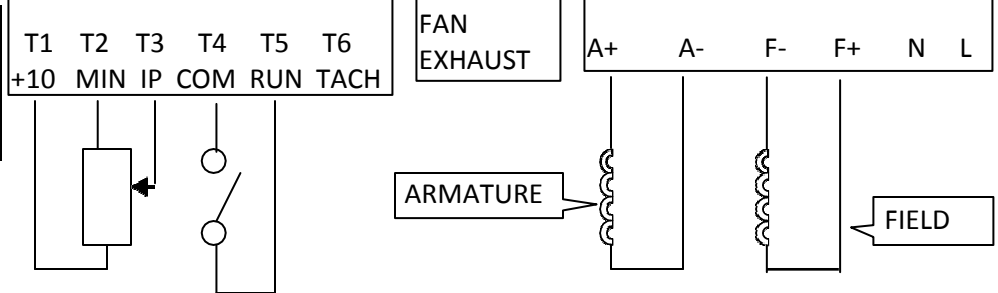 T1 T2 T3 T4 T5 T6
+10 MIN IP COM RUN TACH
FAN
EXHAUST
A+ A- F- F+ N L
ARMATURE
FIELD